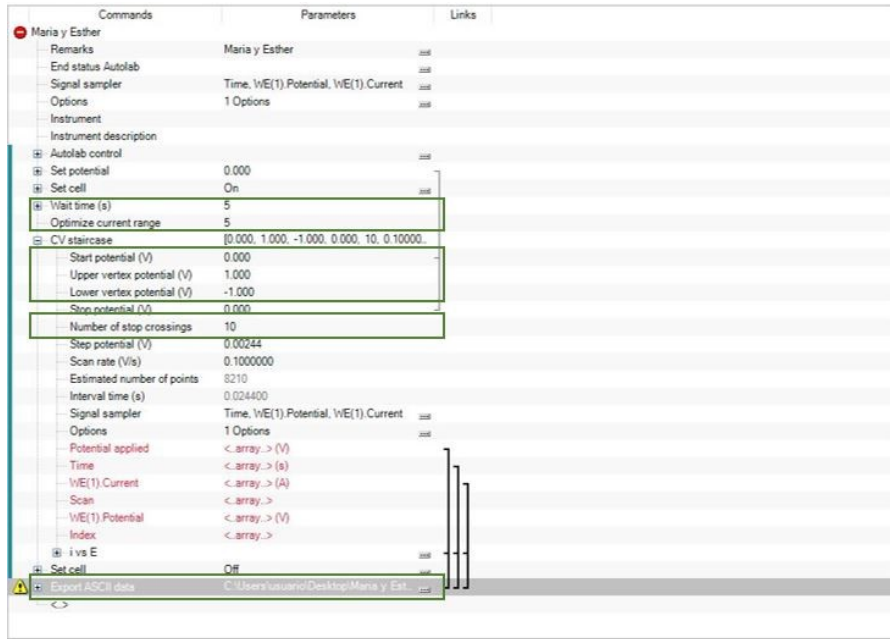 Commands Parameters Links
Maria y Esther
Remarks Maria y Esther
End status Autolab
Signal sampler Time, WE(1).Potential, WE(1).Current
Options 1 Options
Instrument
Instrument description
Autolab control
Set potential 0.000
Set cell On
Wait time (s) 5
Optimize current range 5
CV staircase [0.000, 1.000, -1.000, 0.000, 10, 0.10000..
Start potential (V) 0.000
Upper vertex potential (V) 1.000
Lower vertex potential (V) -1.000
Stop potential (V) 0.000
Number of stop crossings 10
Step potential (V) 0.00244
Scan rate (V/s) 0.1000000
Estimated number of points 8210
Interval time (s) 0.024400
Signal sampler Time, WE(1).Potential, WE(1).Current
Options 1 Options
Potential applied <..array..> (V)
Time <..array..> (s)
WE(1).Current <..array..> (A)
Scan <..array..>
WE(1).Potential <..array..> (V)
Index <..array..>
i vs E
Set cell Off
Export ASCII data C:\Users\usuario\Desktop\Maria y Est..
<>